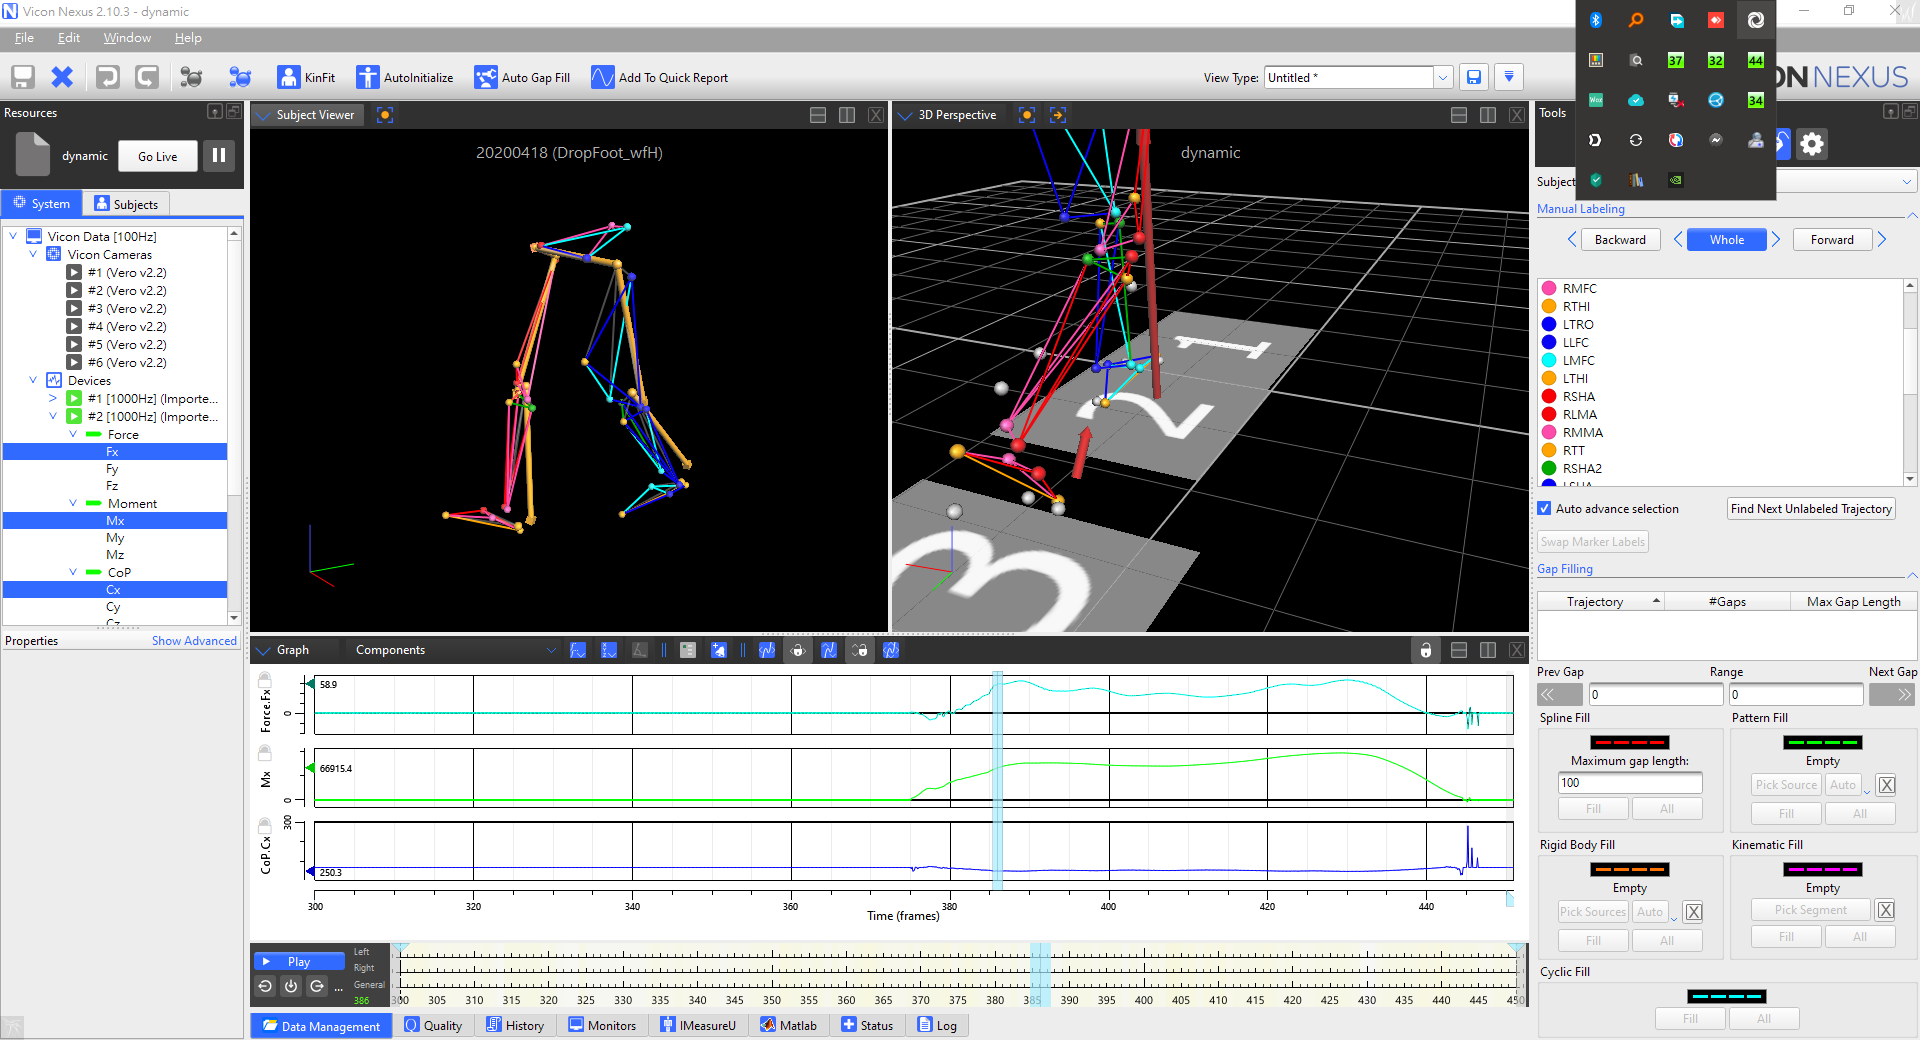 Vicon Nexus 2.10.3 - dynamic
File Edit Window Help
KinFit AutoInitialize Auto Gap Fill Add To Quick Report View Type: Untitled * ON NEXUS
37 32 44
Wox 34
Resources
dynamic Go Live
System Subjects
Vicon Data [100Hz]
Vicon Cameras
#1 (Vero v2.2)
#2 (Vero v2.2)
#3 (Vero v2.2)
#4 (Vero v2.2)
#5 (Vero v2.2)
#6 (Vero v2.2)
Devices
#1 [1000Hz] (Importe...
#2 [1000Hz] (Importe...
Force
Fx
Fy
Fz
Moment
Mx
My
Mz
CoP
Cx
Cy
Cz
Properties Show Advanced
Subject Viewer
20200418 (DropFoot_wfH)
3D Perspective
dynamic
1
2
3
Graph Components
Force.Fx 0 58.9
Mx 0 66915.4
CoP.Cx 300 250.3
300 320 340 360 380 400 420 440
Time (frames)
Play
Left
Right
General
386
300 305 310 315 320 325 330 335 340 345 350 355 360 365 370 375 380 385 390 395 400 405 410 415 420 425 430 435 440 445 450
Data Management Quality History Monitors IMeasureU Matlab Status Log
Tools
Subject
Manual Labeling
Backward Whole Forward
RMFC
RTHI
LTRO
LLFC
LMFC
LTHI
RSHA
RLMA
RMMA
RTT
RSHA2
LSHA
Auto advance selection Find Next Unlabeled Trajectory
Swap Marker Labels
Gap Filling
Trajectory #Gaps Max Gap Length
Prev Gap Range Next Gap
0 0
Spline Fill Pattern Fill
Maximum gap length: Empty
100 Pick Source Auto X
Fill All Fill All
Rigid Body Fill Kinematic Fill
Empty Empty
Pick Sources Auto X Pick Segment X
Fill All Fill All
Cyclic Fill
Fill All